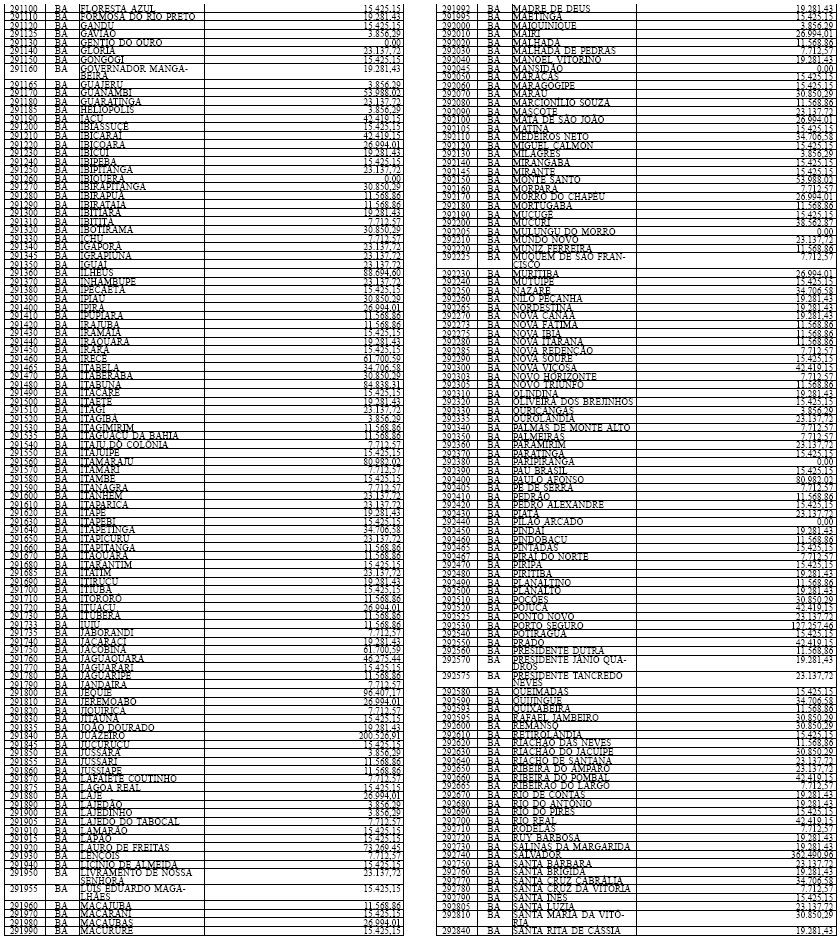 291100 BA FLORESTA AZUL 15.425,15
291110 BA FORMOSA DO RIO PRETO 19.281,43
291120 BA GANDU 15.425,15
291125 BA GAVIÃO 3.856,29
291130 BA GENTIO DO OURO 0,00
291140 BA GLÓRIA 23.137,72
291150 BA GONGOGI 15.425,15
291160 BA GOVERNADOR MANGA- 19.281,43
BEIRA
291165 BA GUAJERU 3.856,29
291170 BA GUANAMBI 53.988,02
291180 BA GUARATINGA 23.137,72
291185 BA HELIÓPOLIS 3.856,29
291190 BA IAÇU 42.419,15
291200 BA IBIASSUCÊ 15.425,15
291210 BA IBICARAÍ 42.419,15
291220 BA IBICOARA 26.994,01
291230 BA IBICUÍ 19.281,43
291240 BA IBIPEBA 15.425,15
291250 BA IBIPITANGA 23.137,72
291260 BA IBIQUERA 0,00
291270 BA IBIRAPITANGA 30.850,29
291280 BA IBIRAPUÃ 11.568,86
291290 BA IBIRATAIA 11.568,86
291300 BA IBITIARA 19.281,43
291310 BA IBITITÁ 7.712,57
291320 BA IBOTIRAMA 30.850,29
291330 BA ICHU 7.712,57
291340 BA IGAPORÃ 23.137,72
291345 BA IGRAPIÚNA 23.137,72
291350 BA IGUAÍ 23.137,72
291360 BA ILHÉUS 88.694,60
291370 BA INHAMBUPE 23.137,72
291380 BA IPECAETÁ 15.425,15
291390 BA IPIAÚ 30.850,29
291400 BA IPIRÁ 26.994,01
291410 BA IPUPIARA 11.568,86
291420 BA IRAJUBA 11.568,86
291430 BA IRAMAIA 15.425,15
291440 BA IRAQUARA 19.281,43
291450 BA IRARÁ 15.425,15
291460 BA IRECÊ 61.700,59
291465 BA ITABELA 34.706,58
291470 BA ITABERABA 30.850,29
291480 BA ITABUNA 84.838,31
291490 BA ITACARÉ 15.425,15
291500 BA ITAETÊ 19.281,43
291510 BA ITAGI 23.137,72
291520 BA ITAGIBÁ 3.856,29
291530 BA ITAGIMIRIM 11.568,86
291535 BA ITAGUAÇU DA BAHIA 11.568,86
291540 BA ITAJU DO COLÔNIA 7.712,57
291550 BA ITAJUÍPE 15.425,15
291560 BA ITAMARAJU 80.982,02
291570 BA ITAMARI 7.712,57
291580 BA ITAMBÉ 15.425,15
291590 BA ITANAGRA 7.712,57
291600 BA ITANHÉM 23.137,72
291610 BA ITAPARICA 23.137,72
291620 BA ITAPÉ 19.281,43
291630 BA ITAPEBI 15.425,15
291640 BA ITAPETINGA 34.706,58
291650 BA ITAPICURU 23.137,72
291660 BA ITAPITANGA 11.568,86
291670 BA ITAQUARA 11.568,86
291680 BA ITARANTIM 15.425,15
291685 BA ITATIM 23.137,72
291690 BA ITIRUÇU 19.281,43
291700 BA ITIÚBA 15.425,15
291710 BA ITORORÓ 11.568,86
291720 BA ITUAÇU 26.994,01
291730 BA ITUBERÁ 11.568,86
291733 BA IUIÚ 11.568,86
291735 BA JABORANDI 7.712,57
291740 BA JACARACI 19.281,43
291750 BA JACOBINA 61.700,59
291760 BA JAGUAQUARA 46.275,44
291770 BA JAGUARARI 15.425,15
291780 BA JAGUARIPE 11.568,86
291790 BA JANDAÍRA 7.712,57
291800 BA JEQUIÉ 96.407,17
291810 BA JEREMOABO 26.994,01
291820 BA JIQUIRIÇÁ 7.712,57
291830 BA JITAÚNA 15.425,15
291835 BA JOÃO DOURADO 19.281,43
291840 BA JUAZEIRO 200.526,91
291845 BA JUCURUÇU 15.425,15
291850 BA JUSSARA 3.856,29
291855 BA JUSSARI 11.568,86
291860 BA JUSSIAPE 11.568,86
291870 BA LAFAIETE COUTINHO 7.712,57
291875 BA LAGOA REAL 15.425,15
291880 BA LAJE 26.994,01
291890 BA LAJEDÃO 3.856,29
291900 BA LAJEDINHO 3.856,29
291905 BA LAJEDO DO TABOCAL 7.712,57
291910 BA LAMARÃO 15.425,15
291915 BA LAPÃO 15.425,15
291920 BA LAURO DE FREITAS 73.269,45
291930 BA LENÇÓIS 7.712,57
291940 BA LICÍNIO DE ALMEIDA 15.425,15
291950 BA LIVRAMENTO DE NOSSA 23.137,72
SENHORA
291955 BA LUÍS EDUARDO MAGA- 15.425,15
LHÃES
291960 BA MACAJUBA 11.568,86
291970 BA MACARANI 15.425,15
291980 BA MACAÚBAS 26.994,01
291990 BA MACURURÉ 15.425,15
291992 BA MADRE DE DEUS 19.281,43
291995 BA MAETINGA 15.425,15
292000 BA MAIQUINIQUE 3.856,29
292010 BA MAIRI 26.994,01
292020 BA MALHADA 11.568,86
292030 BA MALHADA DE PEDRAS 7.712,57
292040 BA MANOEL VITORINO 19.281,43
292045 BA MANSIDÃO 0,00
292050 BA MARACÁS 15.425,15
292060 BA MARAGOGIPE 15.425,15
292070 BA MARAÚ 30.850,29
292080 BA MARCIONÍLIO SOUZA 11.568,86
292090 BA MASCOTE 23.137,72
292100 BA MATA DE SÃO JOÃO 26.994,01
292105 BA MATINA 15.425,15
292110 BA MEDEIROS NETO 34.706,58
292120 BA MIGUEL CALMON 15.425,15
292130 BA MILAGRES 3.856,29
292140 BA MIRANGABA 15.425,15
292145 BA MIRANTE 15.425,15
292150 BA MONTE SANTO 53.988,02
292160 BA MORPARÁ 7.712,57
292170 BA MORRO DO CHAPÉU 26.994,01
292180 BA MORTUGABA 11.568,86
292190 BA MUCUGÊ 15.425,15
292200 BA MUCURI 38.562,87
292205 BA MULUNGU DO MORRO 0,00
292210 BA MUNDO NOVO 23.137,72
292220 BA MUNIZ FERREIRA 11.568,86
292225 BA MUQUÉM DE SÃO FRAN- 7.712,57
CISCO
292230 BA MURITIBA 26.994,01
292240 BA MUTUÍPE 15.425,15
292250 BA NAZARÉ 34.706,58
292260 BA NILO PEÇANHA 19.281,43
292265 BA NORDESTINA 19.281,43
292270 BA NOVA CANAÃ 19.281,43
292273 BA NOVA FÁTIMA 11.568,86
292275 BA NOVA IBIÁ 11.568,86
292280 BA NOVA ITARANA 11.568,86
292285 BA NOVA REDENÇÃO 7.712,57
292290 BA NOVA SOURE 15.425,15
292300 BA NOVA VIÇOSA 42.419,15
292303 BA NOVO HORIZONTE 7.712,57
292305 BA NOVO TRIUNFO 11.568,86
292310 BA OLINDINA 19.281,43
292320 BA OLIVEIRA DOS BREJINHOS 15.425,15
292330 BA OURIÇANGAS 3.856,29
292335 BA OUROLÂNDIA 23.137,72
292340 BA PALMAS DE MONTE ALTO 7.712,57
292350 BA PALMEIRAS 7.712,57
292360 BA PARAMIRIM 23.137,72
292370 BA PARATINGA 15.425,15
292380 BA PARIPIRANGA 0,00
292390 BA PAU BRASIL 15.425,15
292400 BA PAULO AFONSO 80.982,02
292405 BA PÉ DE SERRA 7.712,57
292410 BA PEDRÃO 11.568,86
292420 BA PEDRO ALEXANDRE 15.425,15
292430 BA PIATÃ 23.137,72
292440 BA PILÃO ARCADO 0,00
292450 BA PINDAÍ 19.281,43
292460 BA PINDOBAÇU 11.568,86
292465 BA PINTADAS 15.425,15
292467 BA PIRAÍ DO NORTE 7.712,57
292470 BA PIRIPÁ 15.425,15
292480 BA PIRITIBA 19.281,43
292490 BA PLANALTINO 11.568,86
292500 BA PLANALTO 19.281,43
292510 BA POÇÕES 30.850,29
292520 BA POJUCA 42.419,15
292525 BA PONTO NOVO 23.137,72
292530 BA PORTO SEGURO 127.257,46
292540 BA POTIRAGUÁ 15.425,15
292550 BA PRADO 42.419,15
292560 BA PRESIDENTE DUTRA 11.568,86
292570 BA PRESIDENTE JÂNIO QUA- 19.281,43
DROS
292575 BA PRESIDENTE TANCREDO 23.137,72
NEVES
292580 BA QUEIMADAS 15.425,15
292590 BA QUIJINGUE 34.706,58
292593 BA QUIXABEIRA 11.568,86
292595 BA RAFAEL JAMBEIRO 30.850,29
292600 BA REMANSO 30.850,29
292610 BA RETIROLÂNDIA 15.425,15
292620 BA RIACHÃO DAS NEVES 11.568,86
292630 BA RIACHÃO DO JACUÍPE 30.850,29
292640 BA RIACHO DE SANTANA 23.137,72
292650 BA RIBEIRA DO AMPARO 23.137,72
292660 BA RIBEIRA DO POMBAL 42.419,15
292665 BA RIBEIRÃO DO LARGO 7.712,57
292670 BA RIO DE CONTAS 19.281,43
292680 BA RIO DO ANTÔNIO 19.281,43
292690 BA RIO DO PIRES 15.425,15
292700 BA RIO REAL 42.419,15
292710 BA RODELAS 7.712,57
292720 BA RUY BARBOSA 19.281,43
292730 BA SALINAS DA MARGARIDA 19.281,43
292740 BA SALVADOR 362.490,96
292750 BA SANTA BÁRBARA 23.137,72
292760 BA SANTA BRÍGIDA 19.281,43
292770 BA SANTA CRUZ CABRÁLIA 34.706,58
292780 BA SANTA CRUZ DA VITÓRIA 7.712,57
292790 BA SANTA INÊS 15.425,15
292805 BA SANTA LUZIA 23.137,72
292810 BA SANTA MARIA DA VITÓ- 30.850,29
RIA
292840 BA SANTA RITA DE CÁSSIA 19.281,43